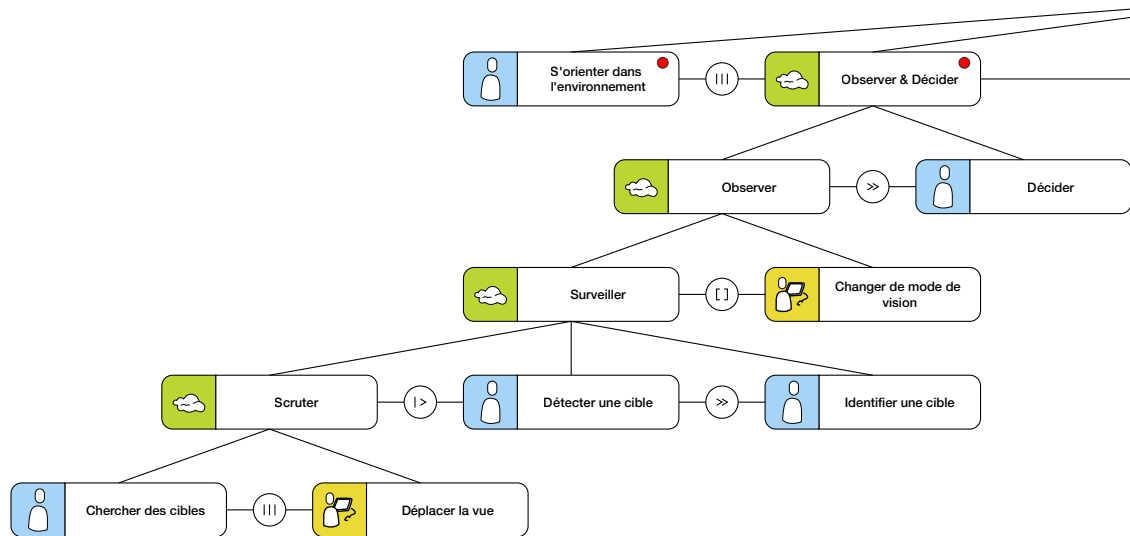 S'orienter dans
l'environnement
|||
Observer & Décider
Observer
>>
Décider
Surveiller
[]
Changer de mode de
vision
Scruter
|>
Détecter une cible
>>
Identifier une cible
Chercher des cibles
|||
Déplacer la vue